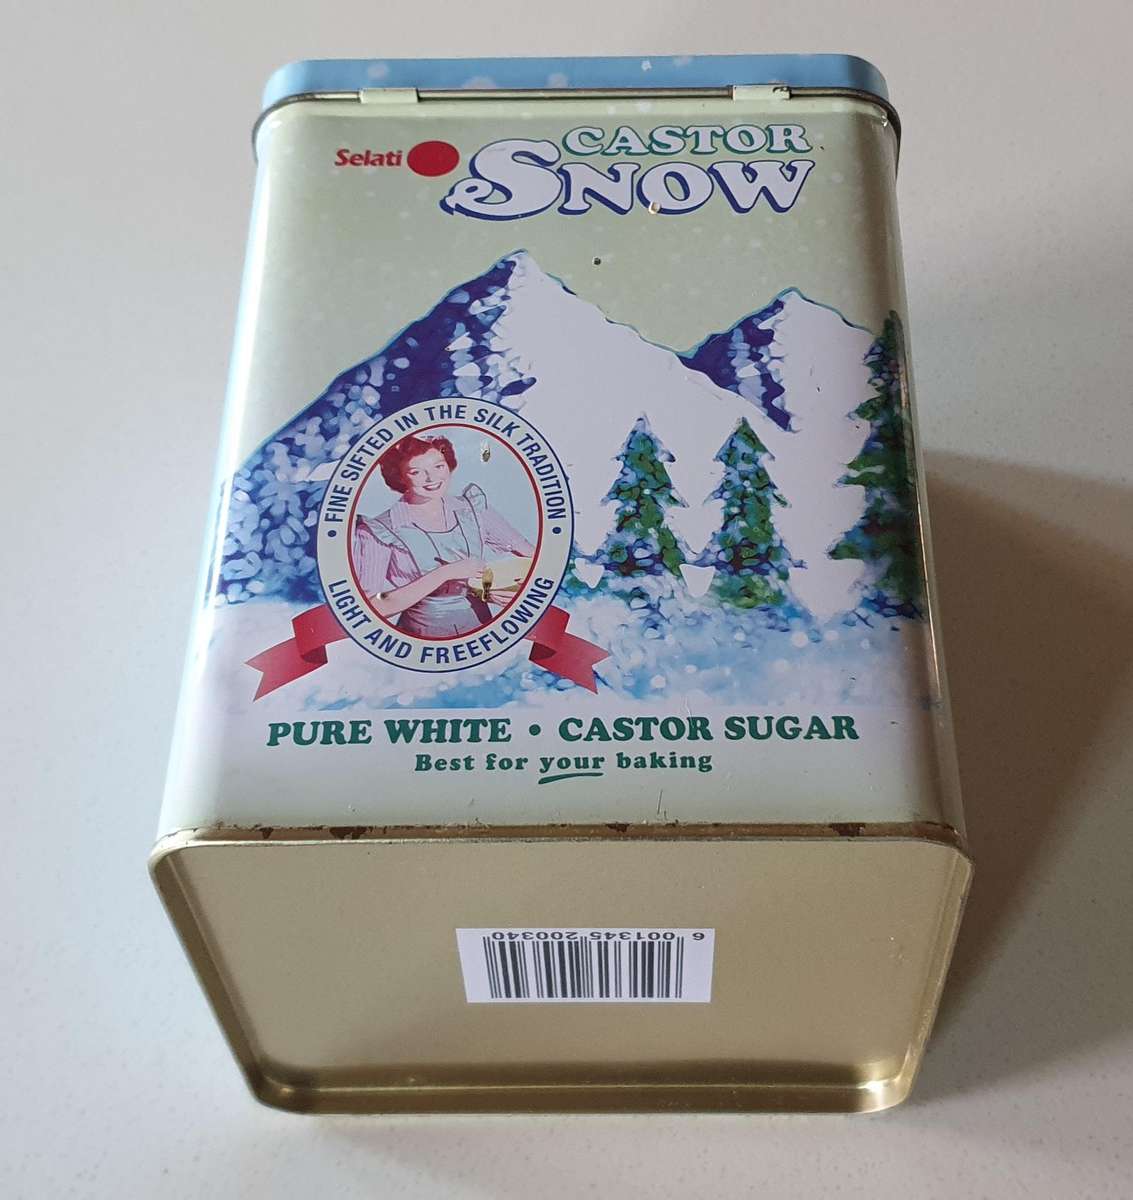 Selati
CASTOR
SNOW
• FINE SIFTED IN THE SILK TRADITION •
LIGHT AND FREEFLOWING
PURE WHITE • CASTOR SUGAR
Best for your baking
6 001345 200340